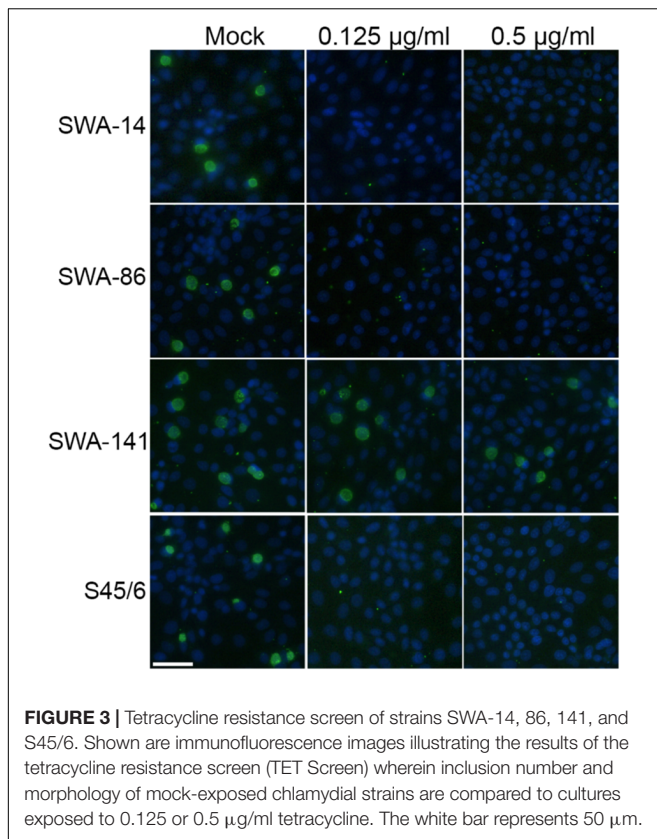 Mock 0.125 µg/ml 0.5 µg/ml
SWA-14
SWA-86
SWA-141
S45/6
FIGURE 3 | Tetracycline resistance screen of strains SWA-14, 86, 141, and
S45/6. Shown are immunofluorescence images illustrating the results of the
tetracycline resistance screen (TET Screen) wherein inclusion number and
morphology of mock-exposed chlamydial strains are compared to cultures
exposed to 0.125 or 0.5 µg/ml tetracycline. The white bar represents 50 µm.